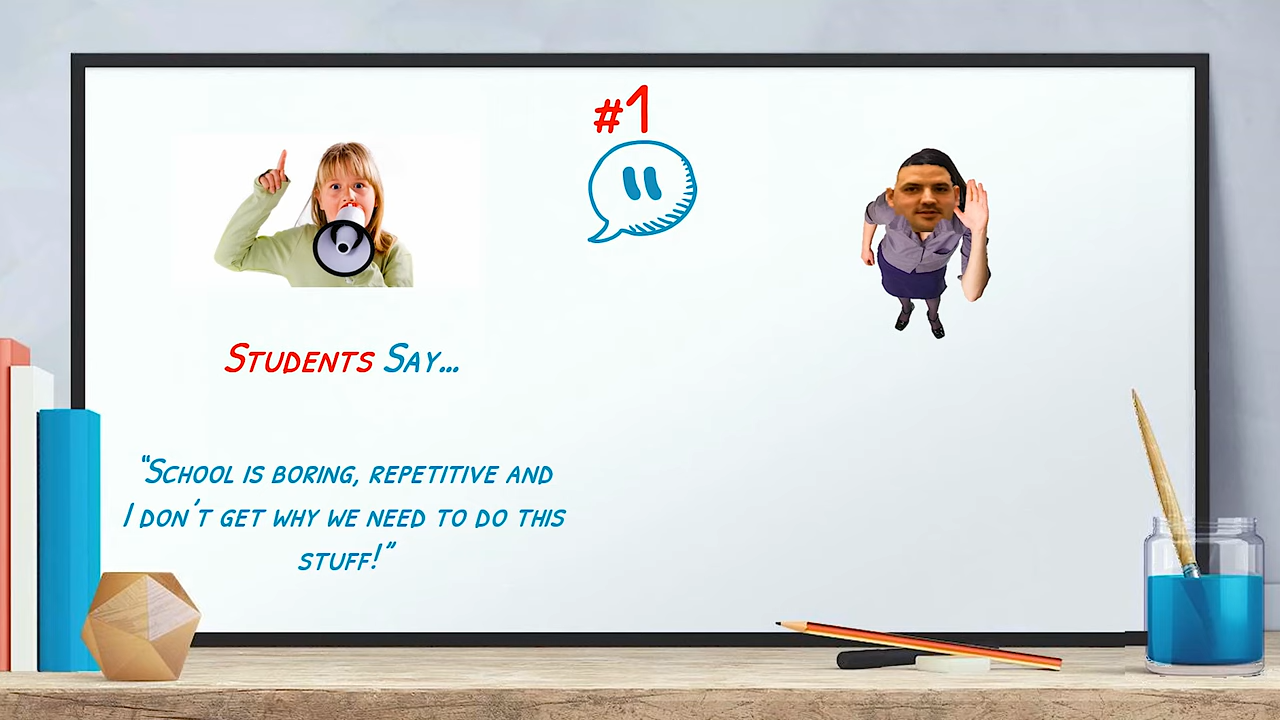 #1
Students Say...
“School is boring, repetitive and
I don’t get why we need to do this
stuff!”